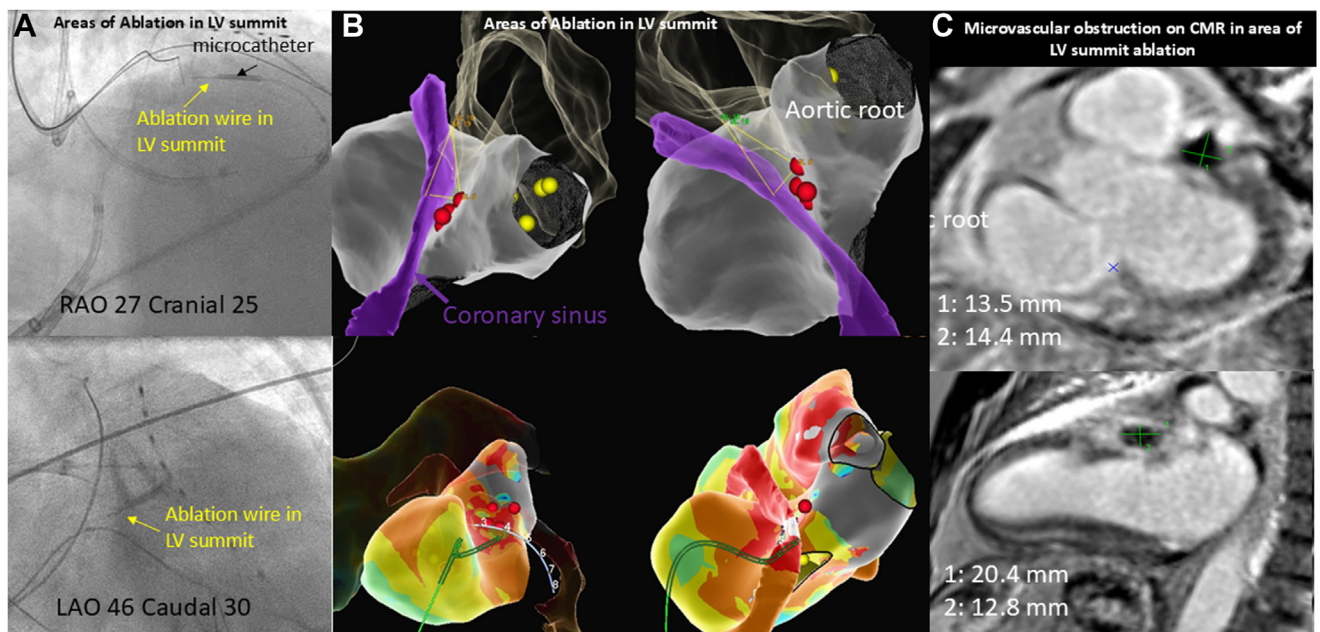 A
Areas of Ablation in LV summit
microcatheter
Ablation wire in
LV summit
RAO 27 Cranial 25
Ablation wire in
LV summit
LAO 46 Caudal 30
B
Areas of Ablation in LV summit
Aortic root
Coronary sinus
3
4
6
7
8
C
Microvascular obstruction on CMR in area of
LV summit ablation
c root
1: 13.5 mm
2: 14.4 mm
1: 20.4 mm
2: 12.8 mm